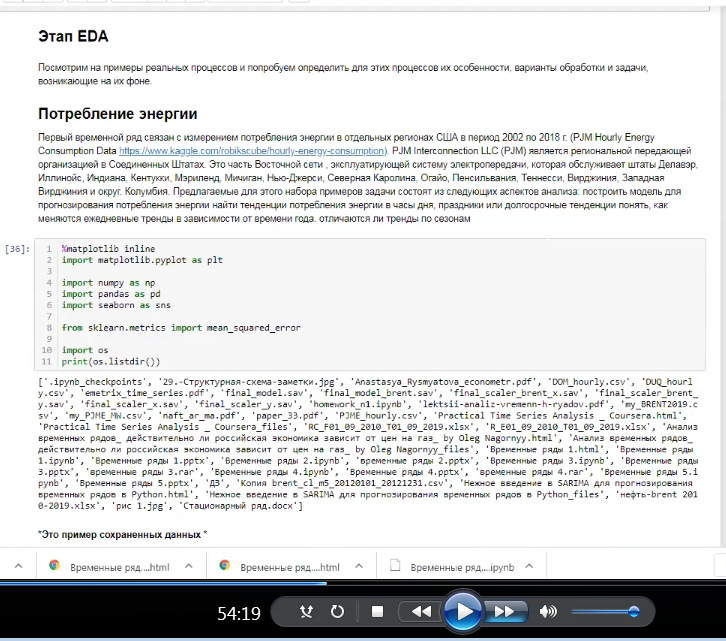 Этап EDA
Посмотрим на примеры реальных процессов и попробуем определить для этих процессов их особенности, варианты обработки и задачи,
возникающие на их фоне.
Потребление энергии
Первый временной ряд связан с измерением потребления энергии в отдельных регионах США в период 2002 по 2018 г. (PJM Hourly Energy
Consumption Data https://www.kaggle.com/robikscube/hourly-energy-consumption). PJM Interconnection LLC (PJM) является региональной передающей
организацией в Соединенных Штатах. Это часть Восточной сети , эксплуатирующей систему электропередачи, которая обслуживает штаты Делавэр,
Иллинойс, Индиана, Кентукки, Мэриленд, Мичиган, Нью-Джерси, Северная Каролина, Огайо, Пенсильвания, Теннесси, Вирджиния, Западная
Вирджиния и округ. Колумбия. Предлагаемые для этого набора примеров задачи состоят из следующих аспектов анализа: построить модель для
прогнозирования потребления энергии найти тенденции потребления энергии в часы дня, праздники или долгосрочные тенденции понять, как
меняются ежедневные тренды в зависимости от времени года. отличаются ли тренды по сезонам
[36]: 1 %matplotlib inline
2 import matplotlib.pyplot as plt
3
4 import numpy as np
5 import pandas as pd
6 import seaborn as sns
7
8 from sklearn.metrics import mean_squared_error
9
10 import os
11 print(os.listdir())
['.ipynb_checkpoints', '29.-Структурная-схема-заметки.jpg', 'Anastasya_Rysmyatova_econometr.pdf', 'DOM_hourly.csv', 'DUQ_hourl
y.csv', 'emetrix_time_series.pdf', 'final_model.sav', 'final_model_brent.sav', 'final_scaler_brent_x.sav', 'final_scaler_brent_
y.sav', 'final_scaler_x.sav', 'final_scaler_y.sav', 'homework_n1.ipynb', 'lektsii-analiz-vremenn-h-ryadov.pdf', 'my_BRENT2019.c
sv', 'my_PJME_MW.csv', 'naft_ar_ma.pdf', 'paper_33.pdf', 'PJME_hourly.csv', 'Practical Time Series Analysis _ Coursera.html',
'Practical Time Series Analysis _ Coursera_files', 'RC_F01_09_2010_T01_09_2019.xlsx', 'R_E01_09_2010_T01_09_2019.xlsx', 'Анализ
временных рядов_ действительно ли российская экономика зависит от цен на газ_ by Oleg Nagornyy.html', 'Анализ временных рядов_
действительно ли российская экономика зависит от цен на газ_ by Oleg Nagornyy_files', 'Временные ряды 1.html', 'Временные ряды
1.ipynb', 'Временные ряды 1.pptx', 'Временные ряды 2.ipynb', 'временные ряды 2.pptx', 'Временные ряды 3.ipynb', 'Временные ряды
3.pptx', 'временные ряды 3.rar', 'Временные ряды 4.ipynb', 'Временные ряды 4.pptx', 'временные ряды 4.rar', 'Временные ряды 5.i
pynb', 'Временные ряды 5.pptx', 'ДЗ', 'Копия brent_cl_m5_20120101_20121231.csv', 'Нежное введение в SARIMA для прогнозирования
временных рядов в Python.html', 'Нежное введение в SARIMA для прогнозирования временных рядов в Python_files', 'нефть-brent 201
0-2019.xlsx', 'рис 1.jpg', 'Стационарный ряд.docx']
*Это пример сохраненных данных *
Временные ряд....html
Временные ряд....html
Временные ряд....ipynb
54:19